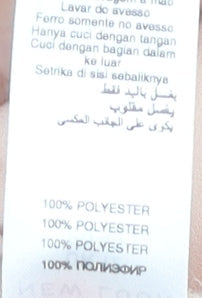 Lavar do avesso
Ferro somente no avesso
Hanya cuci dengan tangan
Cuci dengan bagian dalam
ke luar
Setrika di sisi sebaliknya
يغسل باليد فقط
يغسل مقلوب
يكوى على الجانب العكسي
100% POLYESTER
100% POLYESTER
100% POLYESTER
100% ПОЛИЭФИР